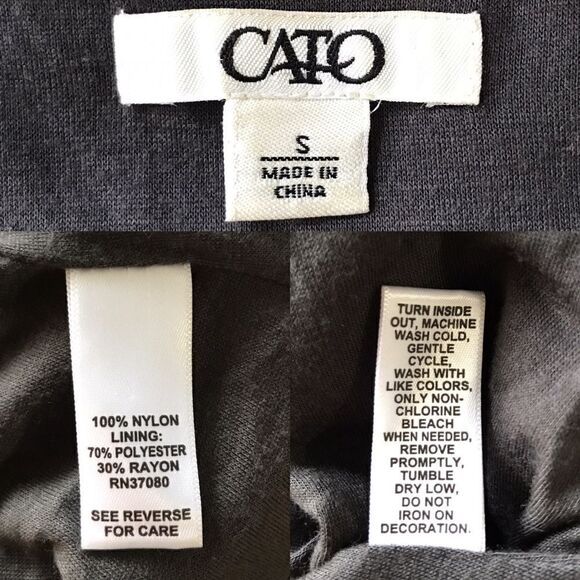 CATO
S
MADE IN
CHINA
100% NYLON
LINING:
70% POLYESTER
30% RAYON
RN37080
SEE REVERSE
FOR CARE
TURN INSIDE
OUT, MACHINE
WASH COLD,
GENTLE
CYCLE,
WASH WITH
LIKE COLORS,
ONLY NON-
CHLORINE
BLEACH
WHEN NEEDED,
REMOVE
PROMPTLY,
TUMBLE
DRY LOW,
DO NOT
IRON ON
DECORATION.